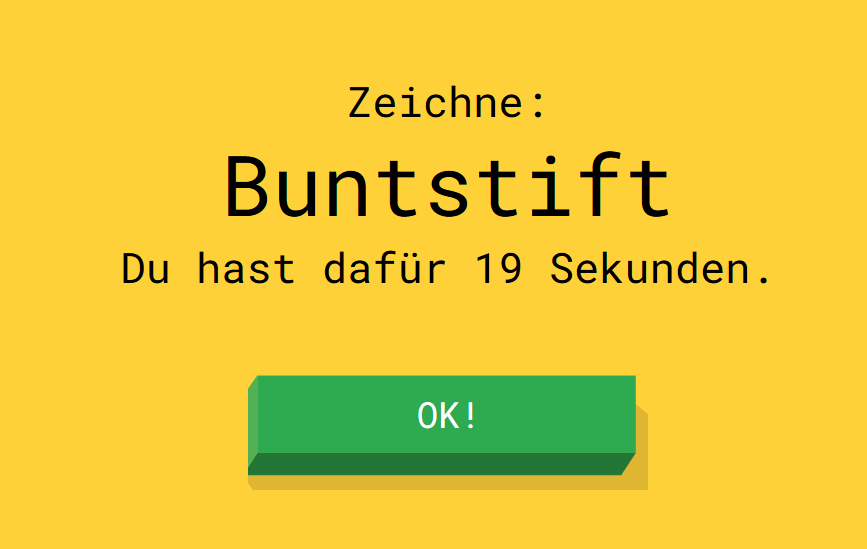 Zeichne:
Buntstift
Du hast dafür 19 Sekunden.
OK!